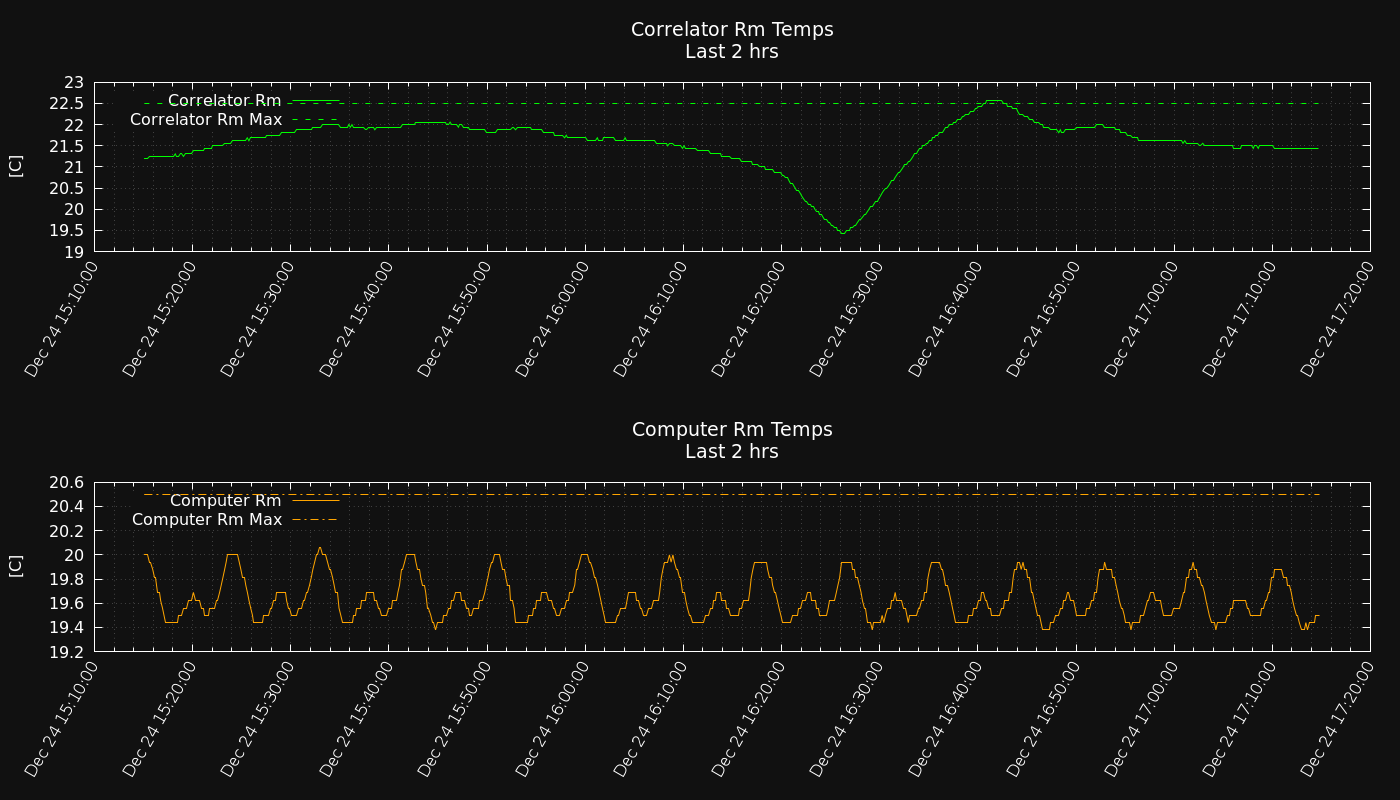 Correlator Rm Temps
Last 2 hrs
[C]
23
22.5
22
21.5
21
20.5
20
19.5
19
Correlator Rm
Correlator Rm Max
Dec 24 15:10:00
Dec 24 15:20:00
Dec 24 15:30:00
Dec 24 15:40:00
Dec 24 15:50:00
Dec 24 16:00:00
Dec 24 16:10:00
Dec 24 16:20:00
Dec 24 16:30:00
Dec 24 16:40:00
Dec 24 16:50:00
Dec 24 17:00:00
Dec 24 17:10:00
Dec 24 17:20:00
Computer Rm Temps
Last 2 hrs
[C]
20.6
20.4
20.2
20
19.8
19.6
19.4
19.2
Computer Rm
Computer Rm Max
Dec 24 15:10:00
Dec 24 15:20:00
Dec 24 15:30:00
Dec 24 15:40:00
Dec 24 15:50:00
Dec 24 16:00:00
Dec 24 16:10:00
Dec 24 16:20:00
Dec 24 16:30:00
Dec 24 16:40:00
Dec 24 16:50:00
Dec 24 17:00:00
Dec 24 17:10:00
Dec 24 17:20:00